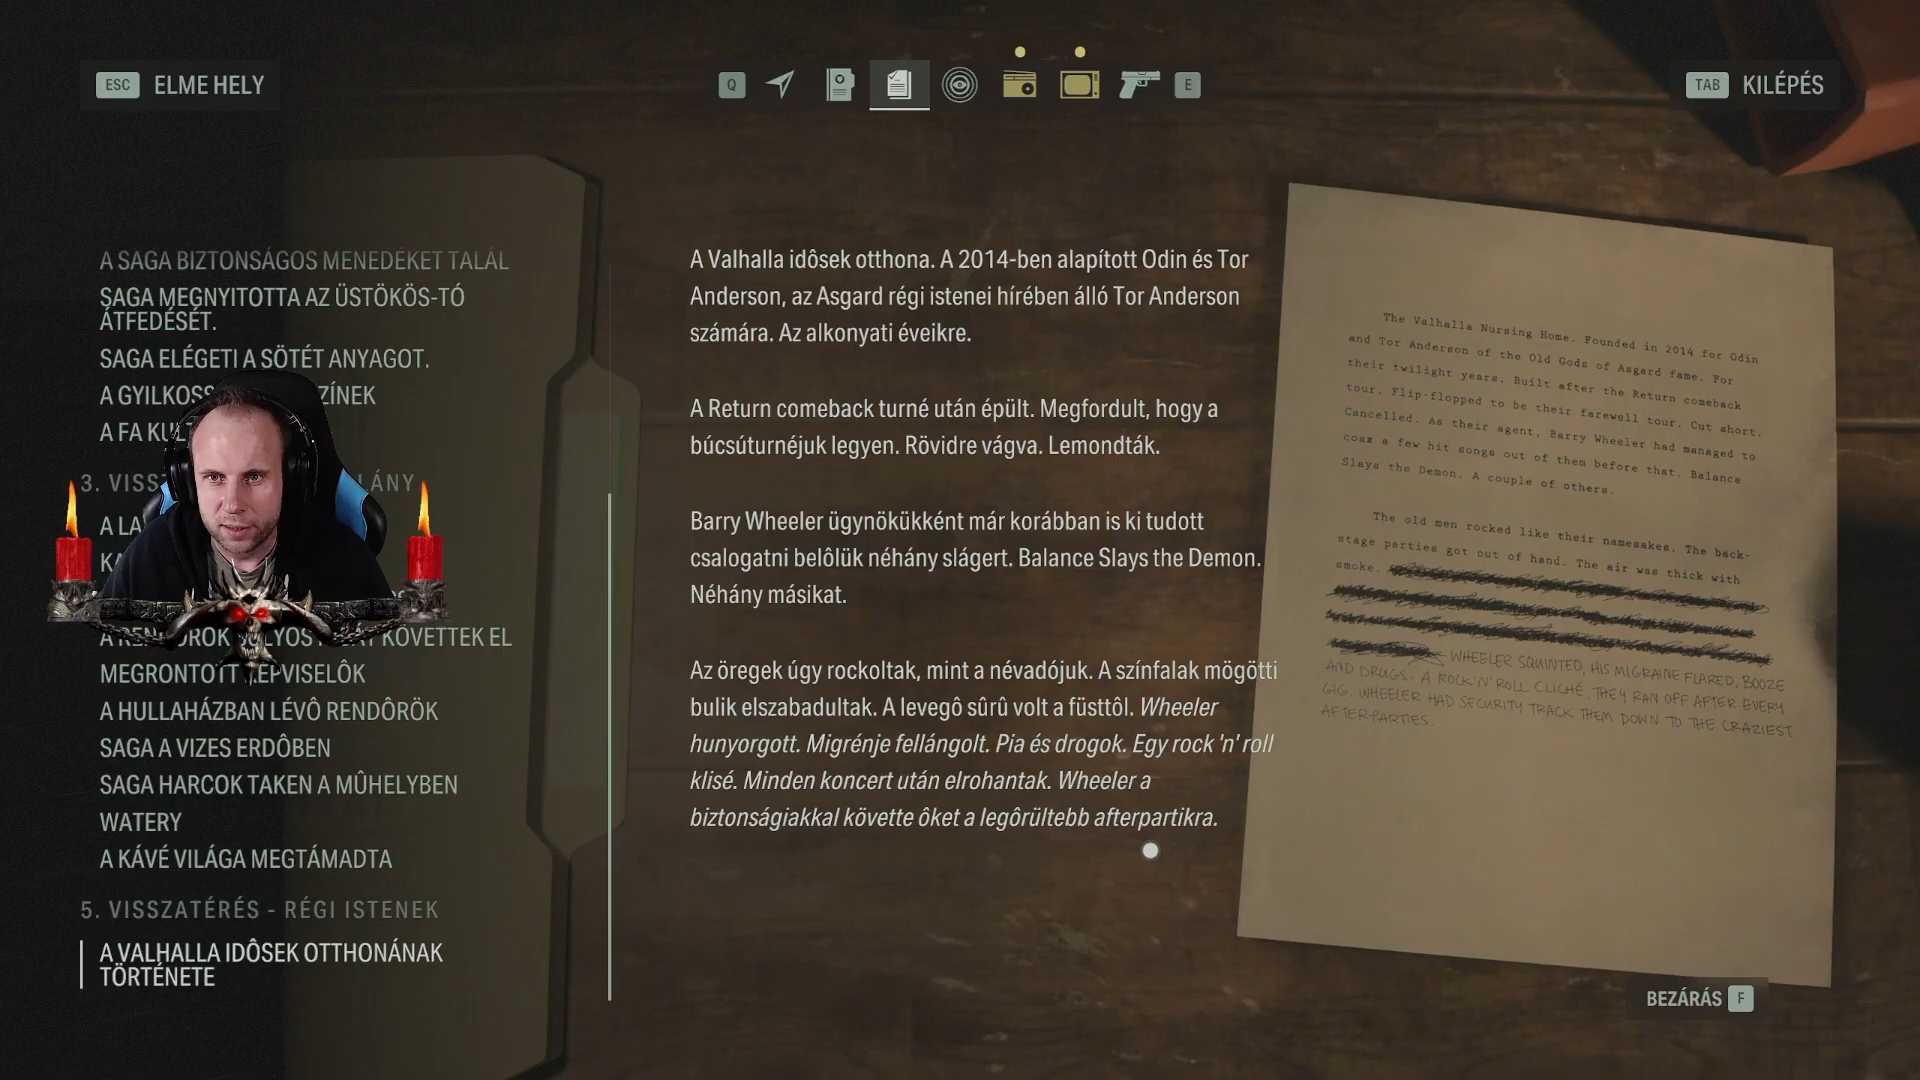 ESC ELME HELY
Q
E
TAB KILÉPÉS
A SAGA BIZTONSÁGOS MENEDÉKET TALÁL
SAGA MEGNYITOTTA AZ ÜSTÖKÖS-TÓ
ÁTFEDÉSÉT.
SAGA ELÉGETI A SÖTÉT ANYAGOT.
A GYILKOSS ZÍNEK
A FA KULT
3. VISSZ LÁNY
A LA
KÖVETTEK EL
MEGRONTOTT KÉPVISELÔK
A HULLAHÁZBAN LÉVÔ RENDÔRÖK
SAGA A VIZES ERDÔBEN
SAGA HARCOK TAKEN A MÛHELYBEN
WATERY
A KÁVÉ VILÁGA MEGTÁMADTA
5. VISSZATÉRÉS - RÉGI ISTENEK
A VALHALLA IDÔSEK OTTHONÁNAK
TÖRTÉNETE
A Valhalla idôsek otthona. A 2014-ben alapított Odin és Tor
Anderson, az Asgard régi istenei hírében álló Tor Anderson
számára. Az alkonyati éveikre.
A Return comeback turné után épült. Megfordult, hogy a
búcsúturnéjuk legyen. Rövidre vágva. Lemondták.
Barry Wheeler ügynökükként már korábban is ki tudott
csalogatni belôlük néhány slágert. Balance Slays the Demon.
Néhány másikat.
Az öregek úgy rockoltak, mint a névadójuk. A színfalak mögötti
bulik elszabadultak. A levegô sûrû volt a füsttôl. Wheeler
hunyorgott. Migrénje fellángolt. Pia és drogok. Egy rock 'n' roll
klisé. Minden koncert után elrohantak. Wheeler a
biztonságiakkal követte ôket a legôrültebb afterpartikra.
The Valhalla Nursing Home. Founded in 2014 for Odin
and Tor Anderson of the Old Gods of Asgard fame. For
their twilight years. Built after the Return comeback
tour. Flip-flopped to be their farewell tour. Cut short.
Cancelled. As their agent, Barry Wheeler had managed to
coax a few hit songs out of them before that. Balance
Slays the Demon. A couple of others.
The old men rocked like their namesakes. The back-
stage parties got out of hand. The air was thick with
smoke.
WHEELER SQUINTED, HIS MIGRAINE FLARED, BOOZE
AND DRUGS. A ROCK'N'ROLL CLICHÉ. THEY RAN OFF AFTER EVERY
GIG. WHEELER HAD SECURITY TRACK THEM DOWN TO THE CRAZIEST
AFTERPARTIES.
BEZÁRÁS F